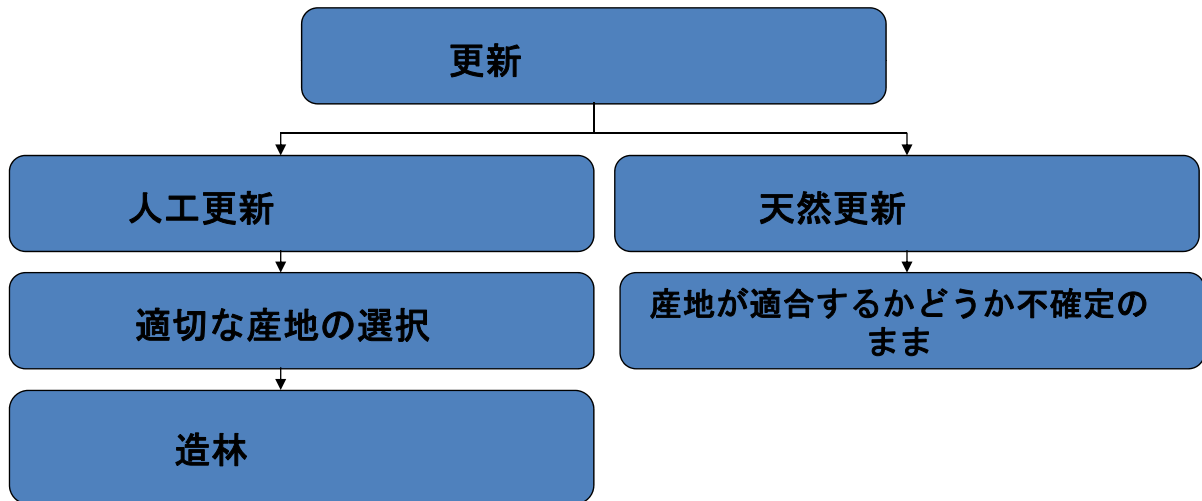 更新
人工更新
天然更新
適切な産地の選択
産地が適合するかどうか不確定の
まま
造林